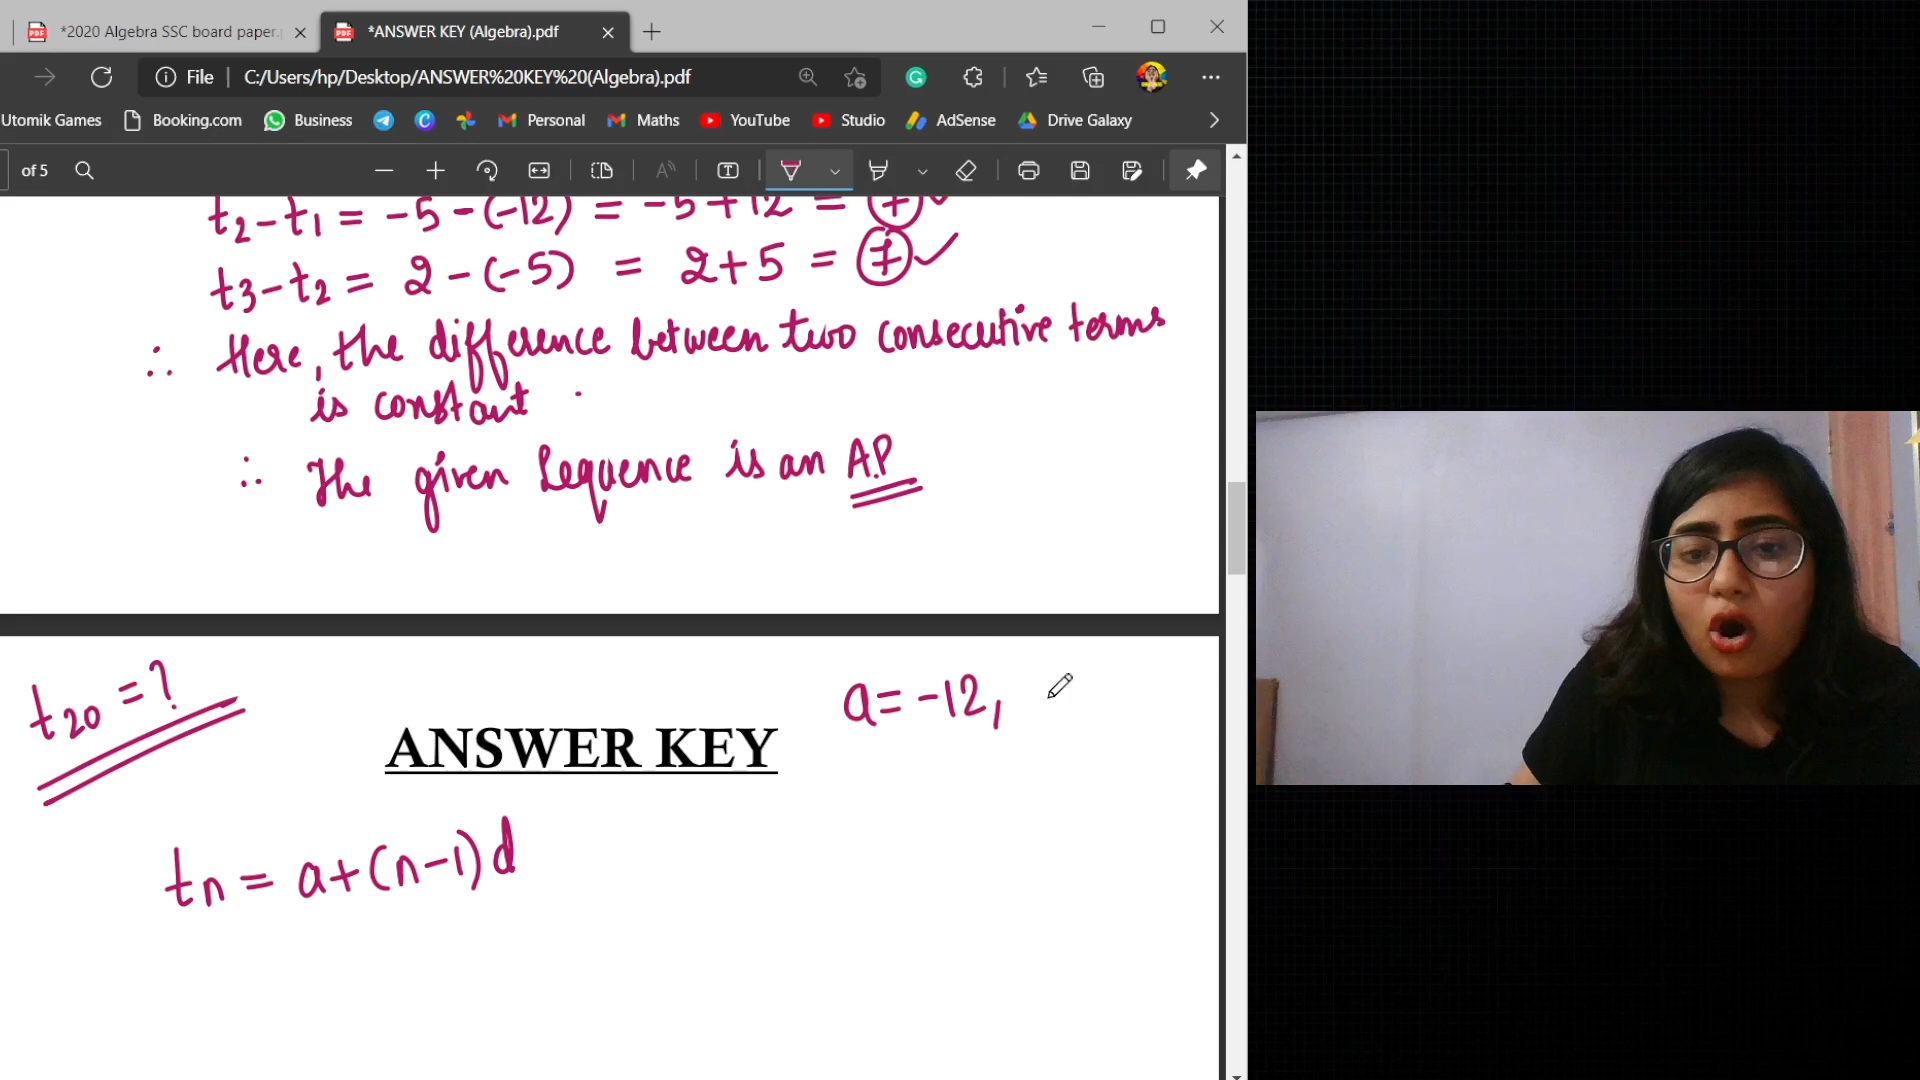 *2020 Algebra SSC board paper.p
*ANSWER KEY (Algebra).pdf
File C:/Users/hp/Desktop/ANSWER%20KEY%20(Algebra).pdf
Utomik Games Booking.com Business Personal Maths YouTube Studio AdSense Drive Galaxy
of 5
t2-t1 = -5-(-12) = -5+12 = 7
t3-t2 = 2-(-5) = 2+5 = 7 ✓
∴ Here, the difference between two consecutive terms
is constant.
∴ The given Sequence is an A.P
t20 = ?
a = -12,
ANSWER KEY
tn = a+(n-1)d